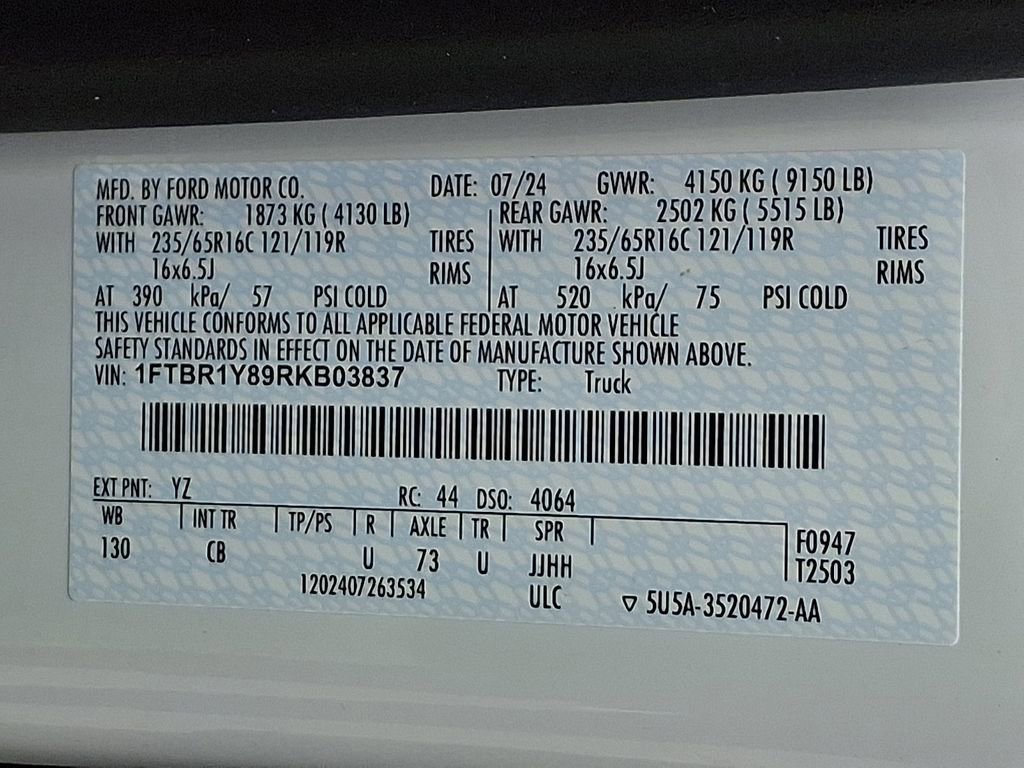 MFD. BY FORD MOTOR CO. DATE: 07/24 GVWR: 4150 KG ( 9150 LB)
FRONT GAWR: 1873 KG ( 4130 LB) REAR GAWR: 2502 KG ( 5515 LB)
WITH 235/65R16C 121/119R TIRES WITH 235/65R16C 121/119R TIRES
16x6.5J RIMS 16x6.5J RIMS
AT 390 kPa/ 57 PSI COLD AT 520 kPa/ 75 PSI COLD
THIS VEHICLE CONFORMS TO ALL APPLICABLE FEDERAL MOTOR VEHICLE
SAFETY STANDARDS IN EFFECT ON THE DATE OF MANUFACTURE SHOWN ABOVE.
VIN: 1FTBR1Y89RKB03837 TYPE: Truck
EXT PNT: YZ RC: 44 DSO: 4064
WB INT TR TP/PS R AXLE TR SPR F0947
130 CB U 73 U JJHH T2503
1202407263534 ULC ▽ 5U5A-3520472-AA